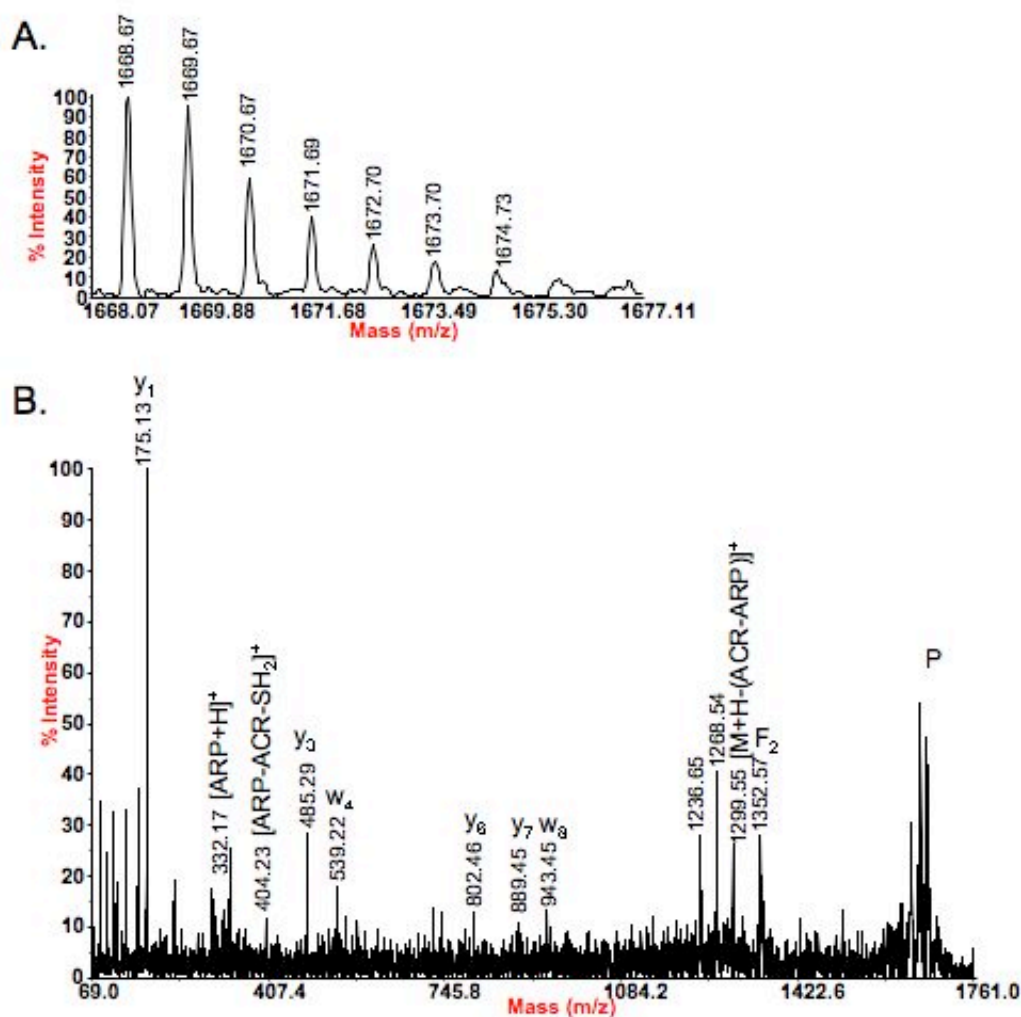 A.
1668.67
1669.67
1670.67
1671.69
1672.70
1673.70
1674.73
100
90
80
70
60
50
40
30
20
10
0
% Intensity
1668.07 1669.88 1671.68 1673.49 1675.30 1677.11
Mass (m/z)
B.
y1
175.13
332.17 [ARP+H]+
404.23 [ARP-ACR-SH2]+
y3
485.29
w4
539.22
y6
802.46
y7
889.45
w8
943.45
1236.65
1268.54
1299.55 [M+H-(ACR-ARP)]+
F2
1352.57
P
100
90
80
70
60
50
40
30
20
10
0
% Intensity
69.0 407.4 745.8 1084.2 1422.6 1761.0
Mass (m/z)